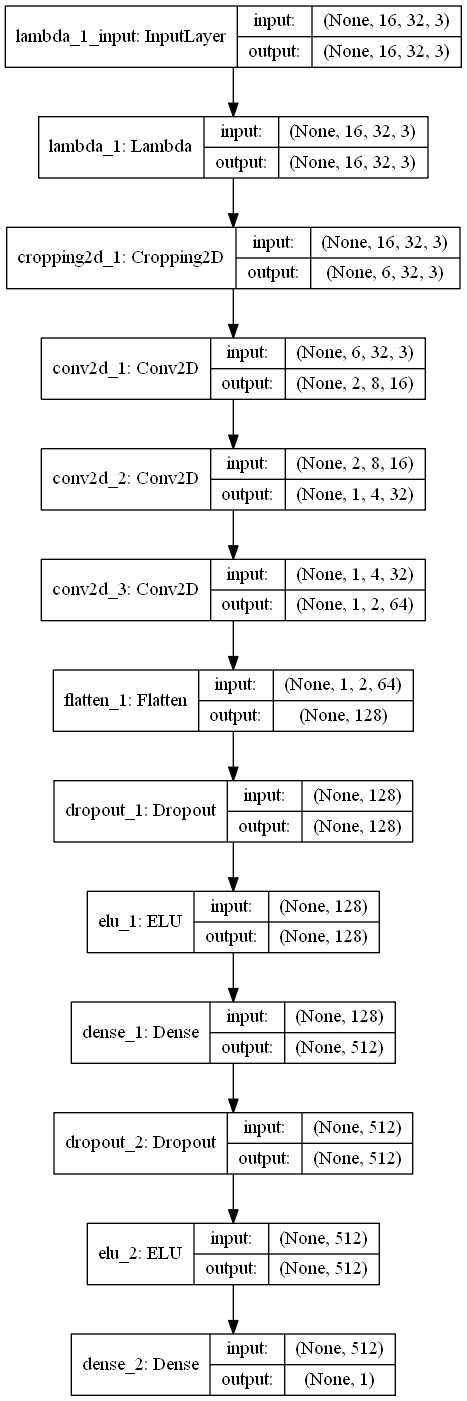 lambda_1_input: InputLayer
input: (None, 16, 32, 3)
output: (None, 16, 32, 3)
lambda_1: Lambda
input: (None, 16, 32, 3)
output: (None, 16, 32, 3)
cropping2d_1: Cropping2D
input: (None, 16, 32, 3)
output: (None, 6, 32, 3)
conv2d_1: Conv2D
input: (None, 6, 32, 3)
output: (None, 2, 8, 16)
conv2d_2: Conv2D
input: (None, 2, 8, 16)
output: (None, 1, 4, 32)
conv2d_3: Conv2D
input: (None, 1, 4, 32)
output: (None, 1, 2, 64)
flatten_1: Flatten
input: (None, 1, 2, 64)
output: (None, 128)
dropout_1: Dropout
input: (None, 128)
output: (None, 128)
elu_1: ELU
input: (None, 128)
output: (None, 128)
dense_1: Dense
input: (None, 128)
output: (None, 512)
dropout_2: Dropout
input: (None, 512)
output: (None, 512)
elu_2: ELU
input: (None, 512)
output: (None, 512)
dense_2: Dense
input: (None, 512)
output: (None, 1)